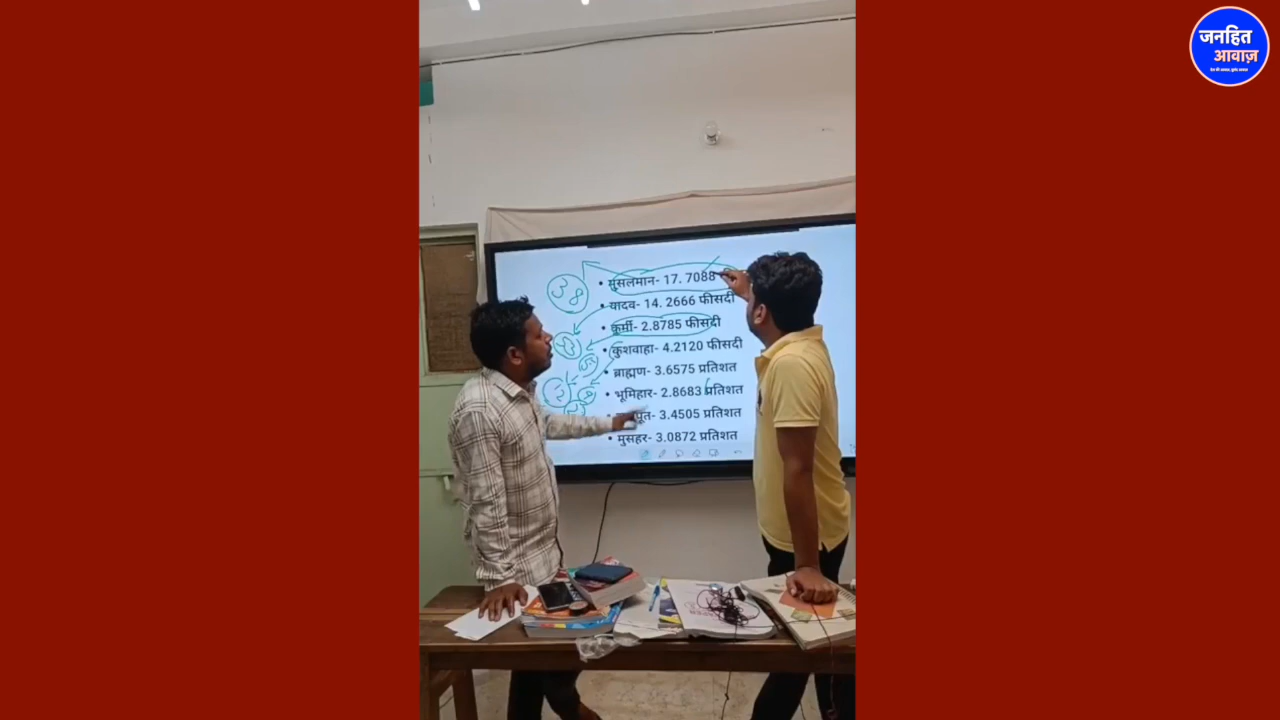 जनहित
आवाज़
38
• मुसलमान- 17. 7088
• यादव- 14. 2666 फीसदी
• कूर्मी- 2.8785 फीसदी
• कुशवाहा- 4.2120 फीसदी
• ब्राह्मण- 3.6575 प्रतिशत
• भूमिहार- 2.8683 प्रतिशत
3.4505 प्रतिशत
• मुसहर- 3.0872 प्रतिशत